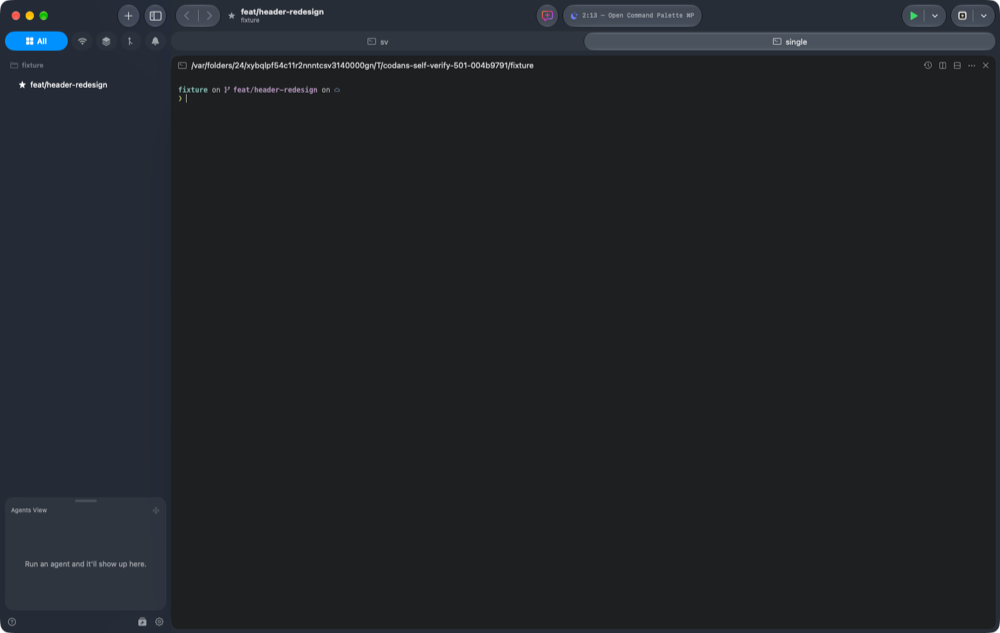 feat/header-redesign
fixture
2:13 — Open Command Palette ⌘P
All
sv
single
fixture
feat/header-redesign
/var/folders/24/xybqlpf54c11r2nnntcsv3140000gn/T/codans-self-verify-501-004b9791/fixture
fixture on feat/header-redesign on
❯
Agents View
Run an agent and it'll show up here.